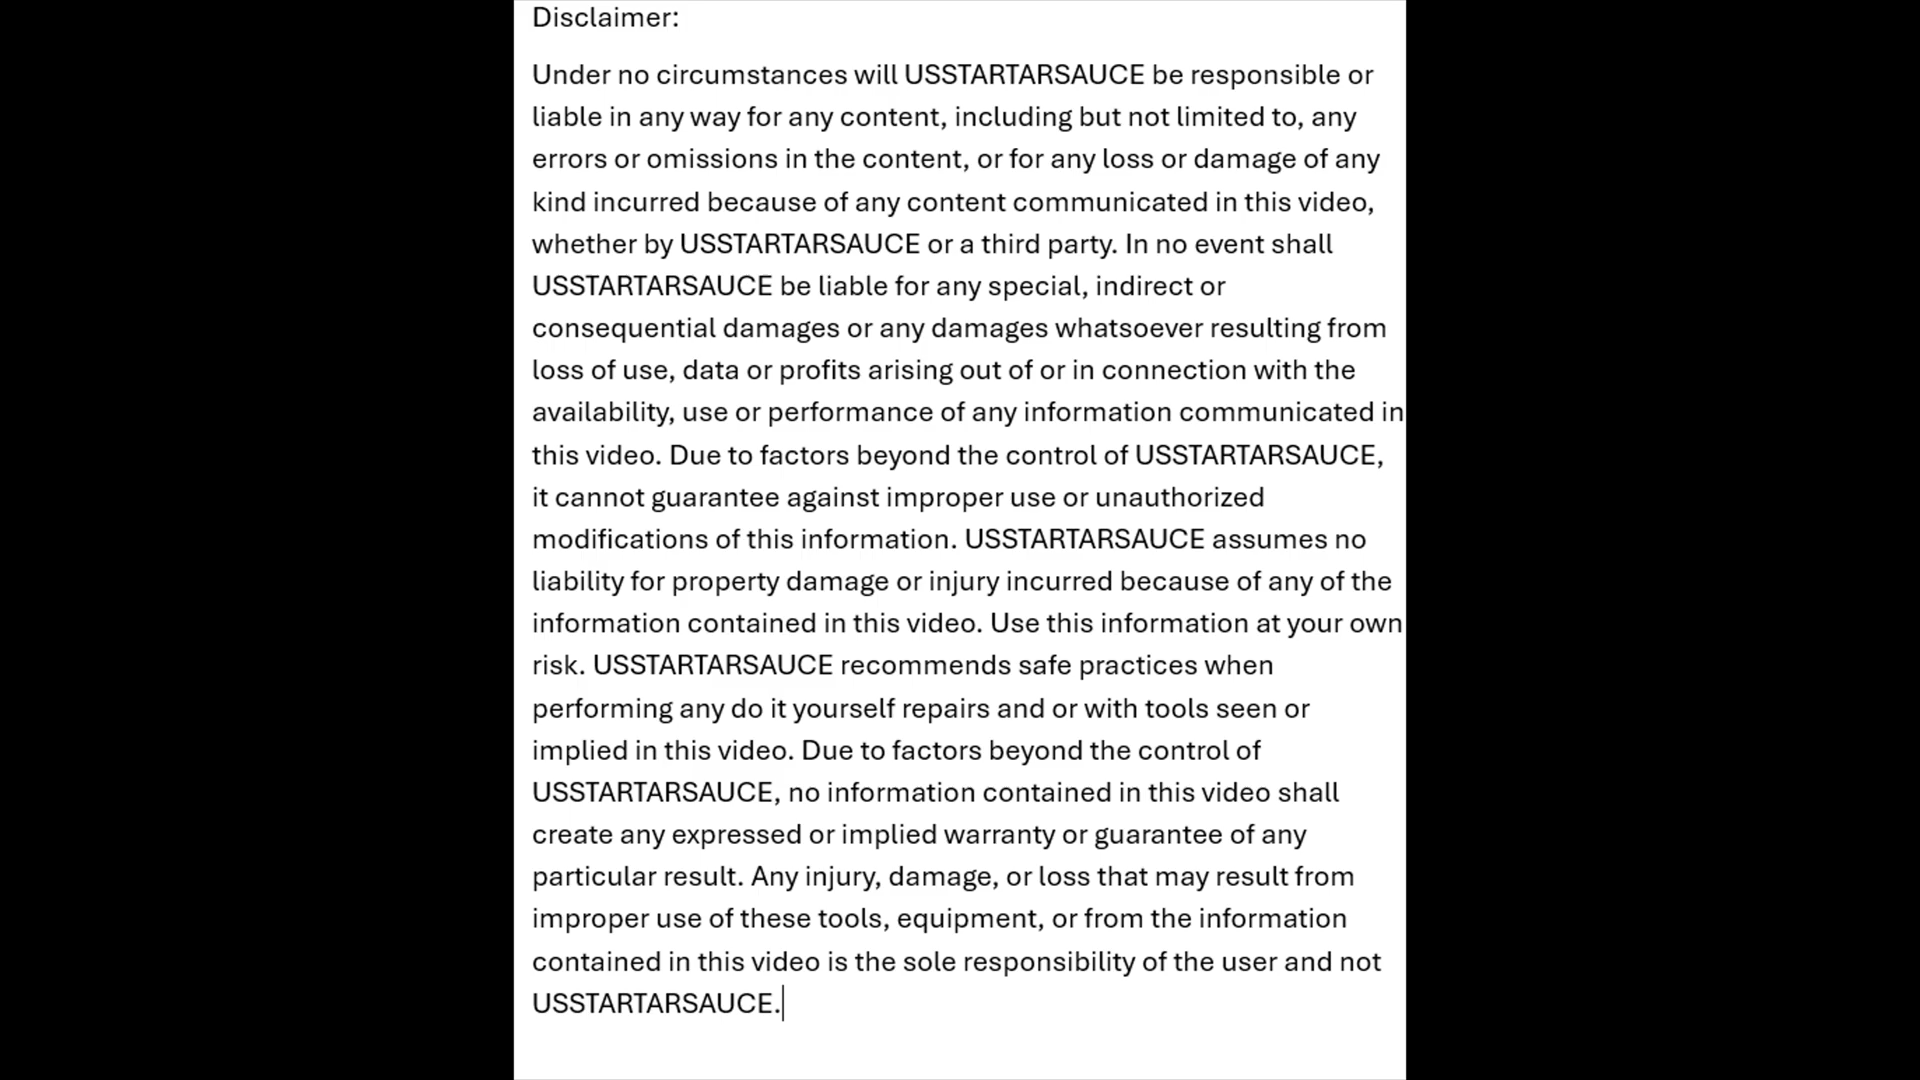 Disclaimer:
Under no circumstances will USSTARTARSAUCE be responsible or
liable in any way for any content, including but not limited to, any
errors or omissions in the content, or for any loss or damage of any
kind incurred because of any content communicated in this video,
whether by USSTARTARSAUCE or a third party. In no event shall
USSTARTARSAUCE be liable for any special, indirect or
consequential damages or any damages whatsoever resulting from
loss of use, data or profits arising out of or in connection with the
availability, use or performance of any information communicated in
this video. Due to factors beyond the control of USSTARTARSAUCE,
it cannot guarantee against improper use or unauthorized
modifications of this information. USSTARTARSAUCE assumes no
liability for property damage or injury incurred because of any of the
information contained in this video. Use this information at your own
risk. USSTARTARSAUCE recommends safe practices when
performing any do it yourself repairs and or with tools seen or
implied in this video. Due to factors beyond the control of
USSTARTARSAUCE, no information contained in this video shall
create any expressed or implied warranty or guarantee of any
particular result. Any injury, damage, or loss that may result from
improper use of these tools, equipment, or from the information
contained in this video is the sole responsibility of the user and not
USSTARTARSAUCE.